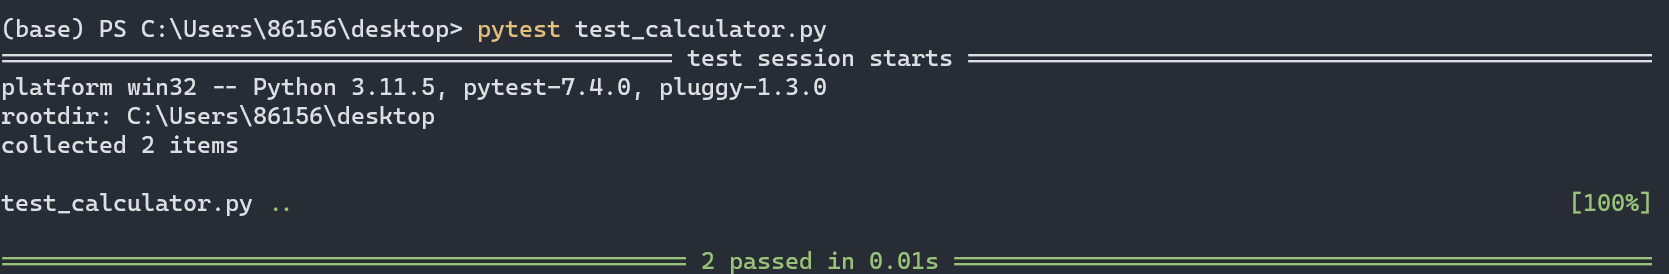 (base) PS C:\Users\86156\desktop> pytest test_calculator.py
================================================ test session starts =================================================
platform win32 -- Python 3.11.5, pytest-7.4.0, pluggy-1.3.0
rootdir: C:\Users\86156\desktop
collected 2 items
test_calculator.py .. [100%]
================================================= 2 passed in 0.01s ==================================================